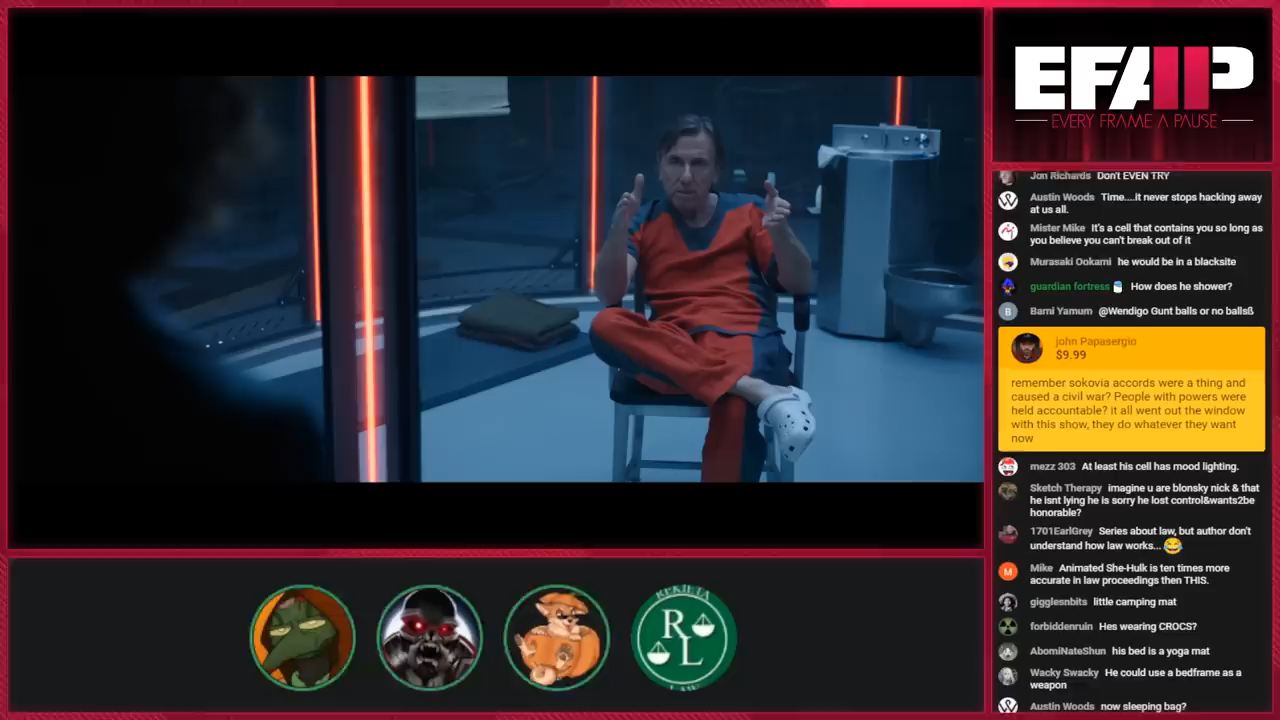 EFAP
EVERY FRAME A PAUSE
Jon Richards Don't EVEN TRY
Austin Woods Time....it never stops hacking away
at us all.
Mister Mike It's a cell that contains you so long as
you believe you can't break out of it
Murasaki Ookami he would be in a blacksite
guardian fortress How does he shower?
B Barni Yamum @Wendigo Gunt balls or no ballsß
john Papasergio
$9.99
remember sokovia accords were a thing and
caused a civil war? People with powers were
held accountable? it all went out the window
with this show, they do whatever they want
now
mezz 303 At least his cell has mood lighting.
Sketch Therapy imagine u are blonsky nick & that
he isnt lying he is sorry he lost control&wants2be
honorable?
1701EarlGrey Series about law, but author don't
understand how law works... 😂
M Mike Animated She-Hulk is ten times more
accurate in law proceedings then THIS.
gigglesnbits little camping mat
forbiddenruin Hes wearing CROCS?
AbomiNateShun his bed is a yoga mat
Wacky Swacky He could use a bedframe as a
weapon
Austin Woods now sleeping bag?
REKIETA
RL
LAW